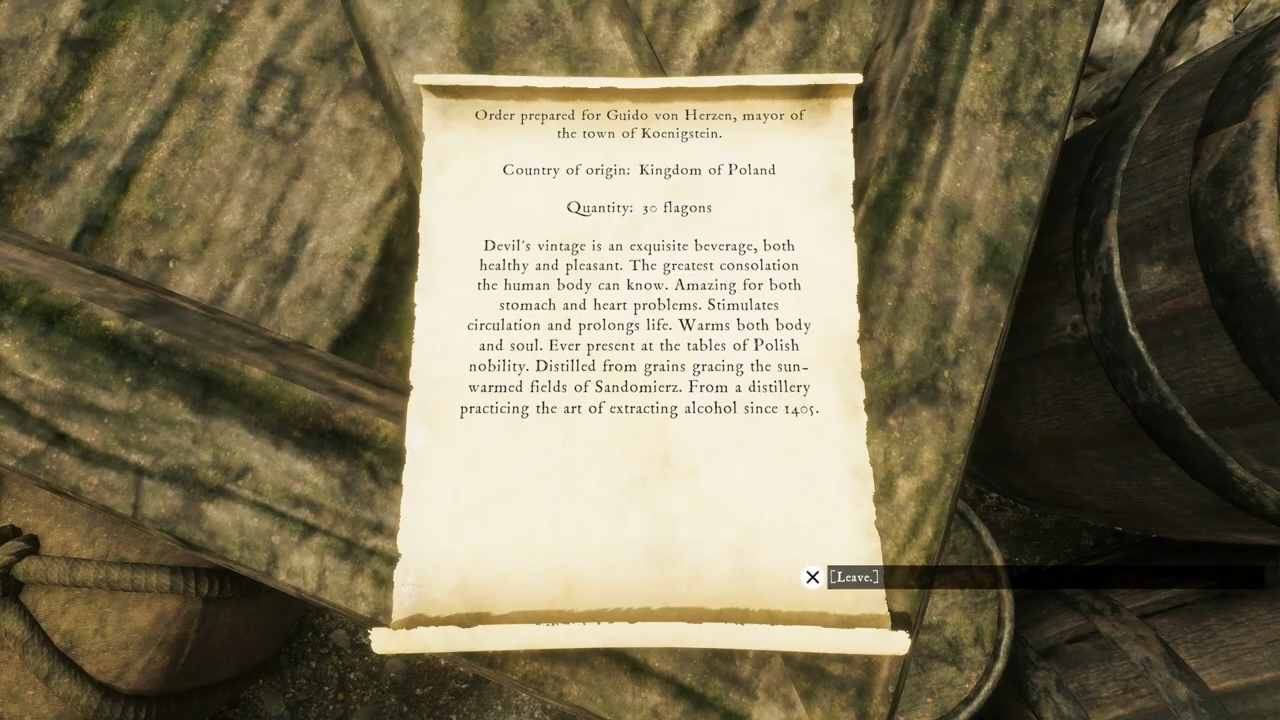 Order prepared for Guido von Herzen, mayor of
the town of Koenigstein.
Country of origin: Kingdom of Poland
Quantity: 30 flagons
Devil's vintage is an exquisite beverage, both
healthy and pleasant. The greatest consolation
the human body can know. Amazing for both
stomach and heart problems. Stimulates
circulation and prolongs life. Warms both body
and soul. Ever present at the tables of Polish
nobility. Distilled from grains gracing the sun-
warmed fields of Sandomierz. From a distillery
practicing the art of extracting alcohol since 1405.
[Leave.]